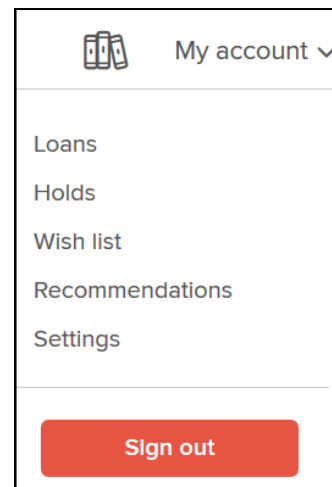 My account
Loans
Holds
Wish list
Recommendations
Settings
SIgn out